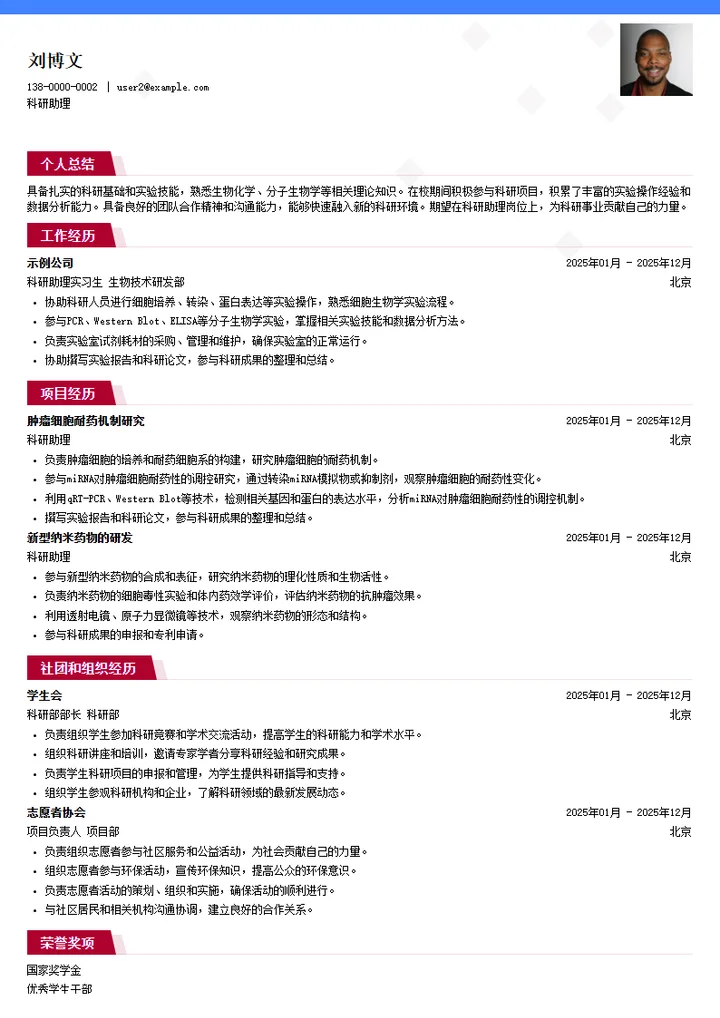 刘博文
138-0000-0002 | user2@example.com
科研助理
个人总结
具备扎实的科研基础和实验技能，熟悉生物化学、分子生物学等相关理论知识。在校期间积极参与科研项目，积累了丰富的实验操作经验和
数据分析能力。具备良好的团队合作精神和沟通能力，能够快速融入新的科研环境。期望在科研助理岗位上，为科研事业贡献自己的力量。
工作经历
示例公司 2025年01月 - 2025年12月
科研助理实习生 生物技术研发部 北京
• 协助科研人员进行细胞培养、转染、蛋白表达等实验操作，熟悉细胞生物学实验流程。
• 参与PCR、Western Blot、ELISA等分子生物学实验，掌握相关实验技能和数据分析方法。
• 负责实验室试剂耗材的采购、管理和维护，确保实验室的正常运行。
• 协助撰写实验报告和科研论文，参与科研成果的整理和总结。
项目经历
肿瘤细胞耐药机制研究 2025年01月 - 2025年12月
科研助理 北京
• 负责肿瘤细胞的培养和耐药细胞系的构建，研究肿瘤细胞的耐药机制。
• 参与miRNA对肿瘤细胞耐药性的调控研究，通过转染miRNA模拟物或抑制剂，观察肿瘤细胞的耐药性变化。
• 利用qRT-PCR、Western Blot等技术，检测相关基因和蛋白的表达水平，分析miRNA对肿瘤细胞耐药性的调控机制。
• 撰写实验报告和科研论文，参与科研成果的整理和总结。
新型纳米药物的研发 2025年01月 - 2025年12月
科研助理 北京
• 参与新型纳米药物的合成和表征，研究纳米药物的理化性质和生物活性。
• 负责纳米药物的细胞毒性实验和体内药效学评价，评估纳米药物的抗肿瘤效果。
• 利用透射电镜、原子力显微镜等技术，观察纳米药物的形态和结构。
• 参与科研成果的申报和专利申请。
社团和组织经历
学生会 2025年01月 - 2025年12月
科研部部长 科研部 北京
• 负责组织学生参加科研竞赛和学术交流活动，提高学生的科研能力和学术水平。
• 组织科研讲座和培训，邀请专家学者分享科研经验和研究成果。
• 负责学生科研项目的申报和管理，为学生提供科研指导和支持。
• 组织学生参观科研机构和企业，了解科研领域的最新发展动态。
志愿者协会 2025年01月 - 2025年12月
项目负责人 项目部 北京
• 负责组织志愿者参与社区服务和公益活动，为社会贡献自己的力量。
• 组织志愿者参与环保活动，宣传环保知识，提高公众的环保意识。
• 负责志愿者活动的策划、组织和实施，确保活动的顺利进行。
• 与社区居民和相关机构沟通协调，建立良好的合作关系。
荣誉奖项
国家奖学金
优秀学生干部